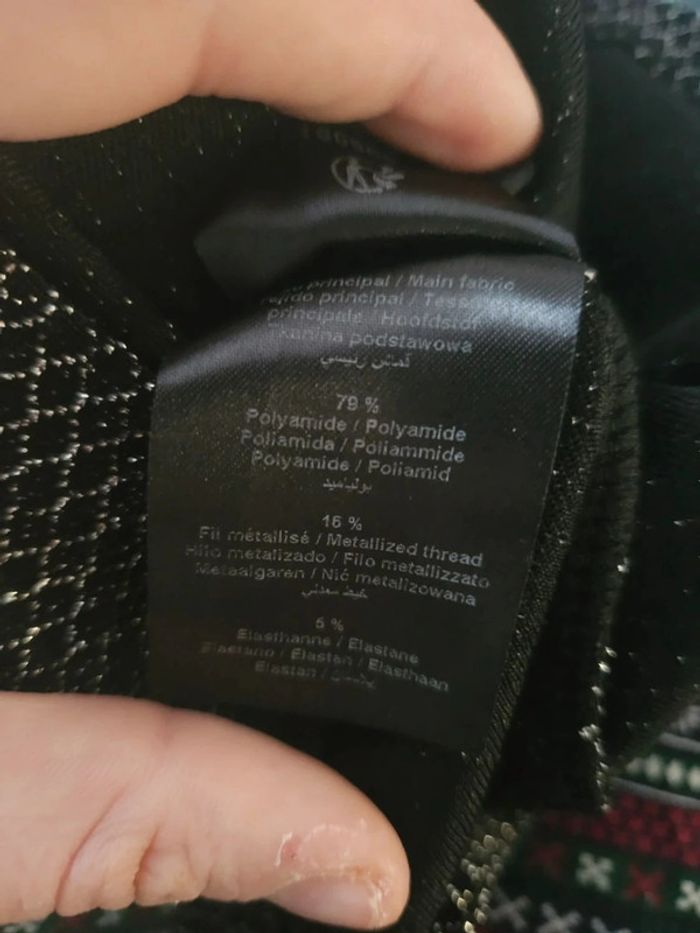 principal / Main fabric
principal / Tessuto
principale / Hoofdstof
Tkanina podstawowa
قماش رئيسي
79 %
Polyamide / Polyamide
Poliamida / Poliammide
Polyamide / Poliamid
بولياميد
16 %
Fil métallisé / Metallized thread
Hilo metalizado / Filo metallizzato
Metaalgaren / Nić metalizowana
خيط معدني
5 %
Elasthanne / Elastane
Elastano / Elastan / Elasthaan
Elastan /